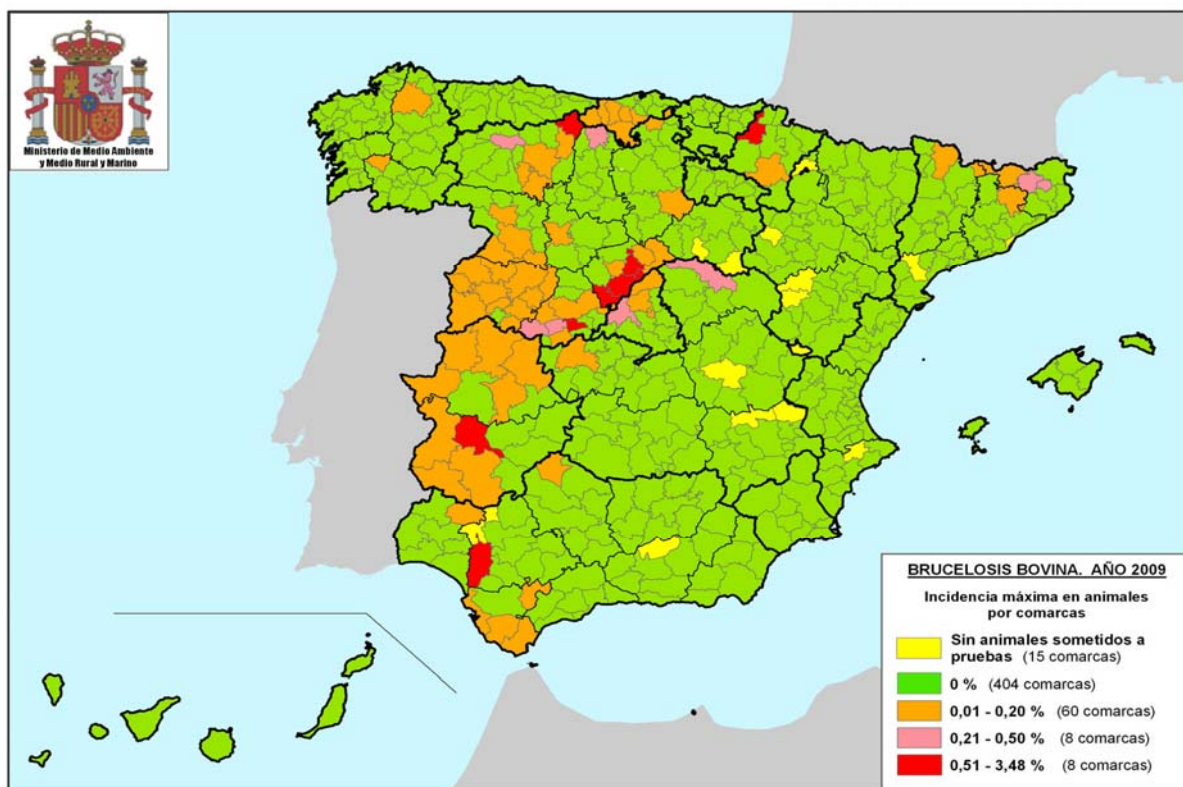 Ministerio de Medio Ambiente
y Medio Rural y Marino
BRUCELOSIS BOVINA. AÑO 2009
Incidencia máxima en animales
por comarcas
Sin animales sometidos a
pruebas (15 comarcas)
0 % (404 comarcas)
0,01 - 0,20 % (60 comarcas)
0,21 - 0,50 % (8 comarcas)
0,51 - 3,48 % (8 comarcas)